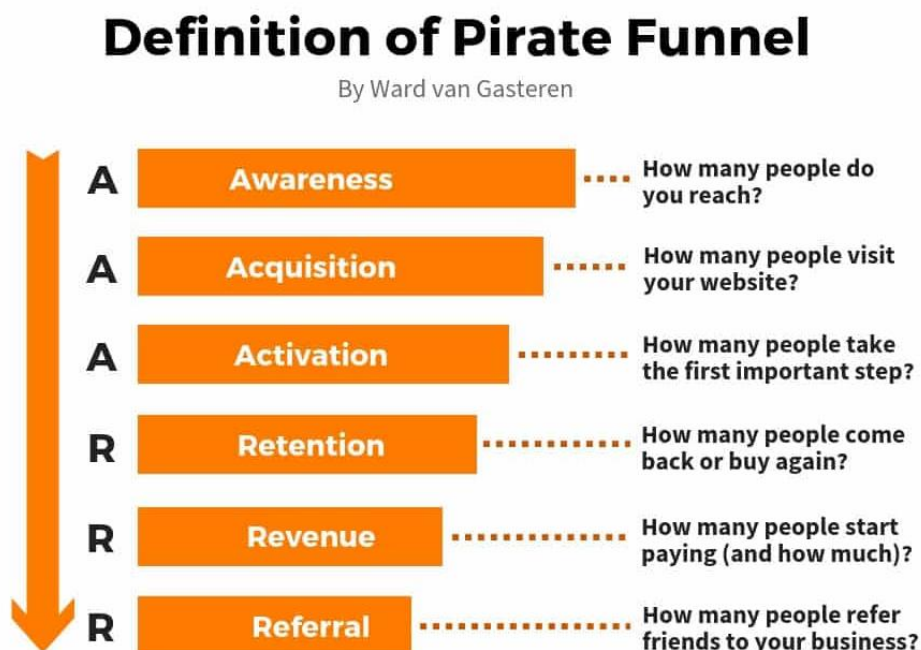 Definition of Pirate Funnel
By Ward van Gasteren
A Awareness How many people do
you reach?
A Acquisition How many people visit
your website?
A Activation How many people take
the first important step?
R Retention How many people come
back or buy again?
R Revenue How many people start
paying (and how much)?
R Referral How many people refer
friends to your business?